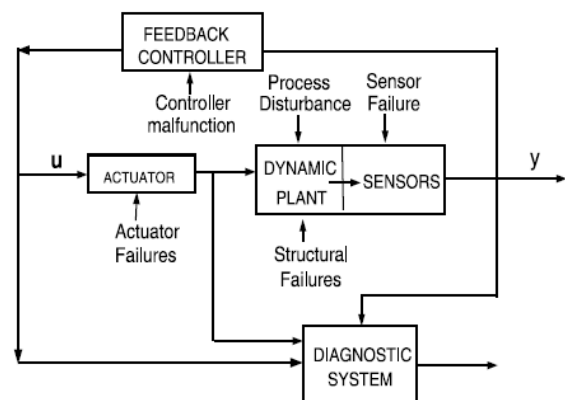 FEEDBACK
CONTROLLER
Controller
malfunction
Process
Disturbance
Sensor
Failure
u
ACTUATOR
DYNAMIC
PLANT
SENSORS
y
Actuator
Failures
Structural
Failures
DIAGNOSTIC
SYSTEM